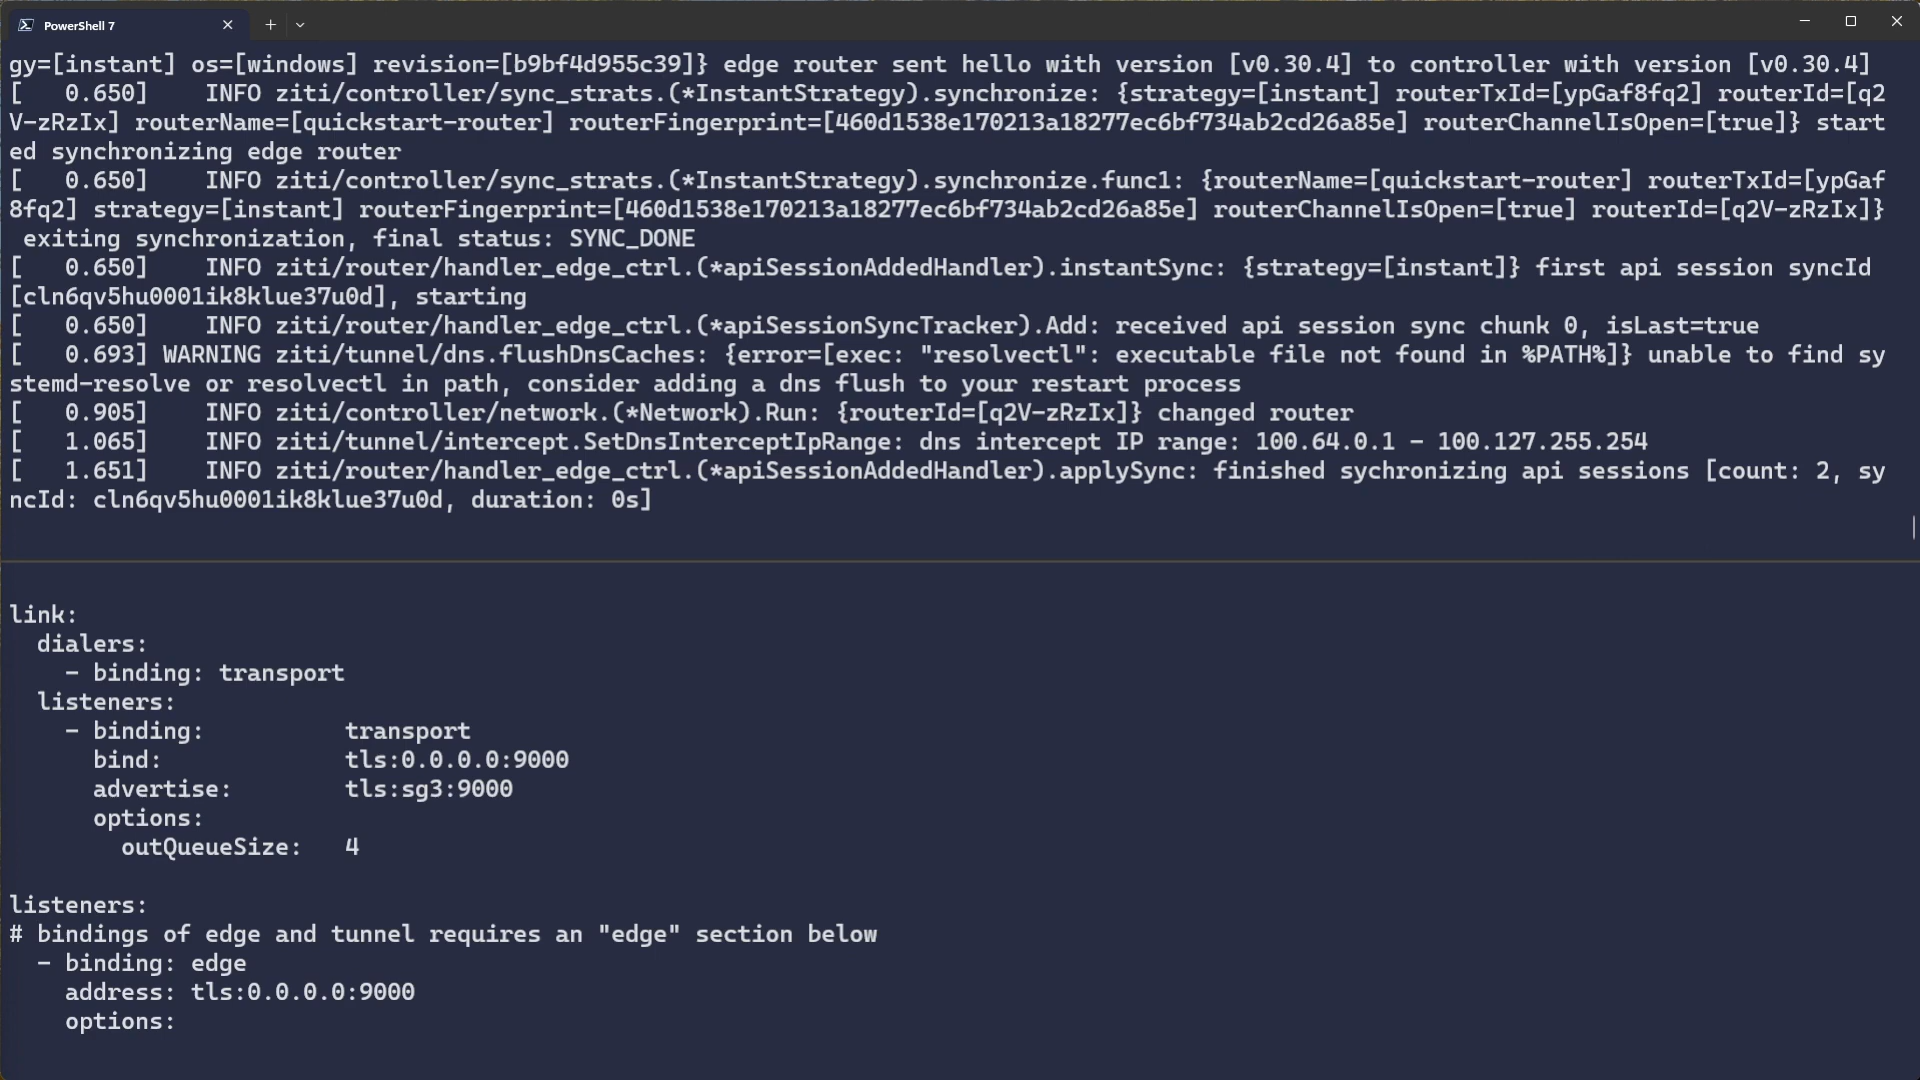 PowerShell 7
gy=[instant] os=[windows] revision=[b9bf4d955c39]} edge router sent hello with version [v0.30.4] to controller with version [v0.30.4]
[   0.650]    INFO ziti/controller/sync_strats.(*InstantStrategy).synchronize: {strategy=[instant] routerTxId=[ypGaf8fq2] routerId=[q2
V-zRzIx] routerName=[quickstart-router] routerFingerprint=[460d1538e170213a18277ec6bf734ab2cd26a85e] routerChannelIsOpen=[true]} start
ed synchronizing edge router
[   0.650]    INFO ziti/controller/sync_strats.(*InstantStrategy).synchronize.func1: {routerName=[quickstart-router] routerTxId=[ypGaf
8fq2] strategy=[instant] routerFingerprint=[460d1538e170213a18277ec6bf734ab2cd26a85e] routerChannelIsOpen=[true] routerId=[q2V-zRzIx]}
 exiting synchronization, final status: SYNC_DONE
[   0.650]    INFO ziti/router/handler_edge_ctrl.(*apiSessionAddedHandler).instantSync: {strategy=[instant]} first api session syncId
[cln6qv5hu0001ik8klue37u0d], starting
[   0.650]    INFO ziti/router/handler_edge_ctrl.(*apiSessionSyncTracker).Add: received api session sync chunk 0, isLast=true
[   0.693] WARNING ziti/tunnel/dns.flushDnsCaches: {error=[exec: "resolvectl": executable file not found in %PATH%]} unable to find sy
stemd-resolve or resolvectl in path, consider adding a dns flush to your restart process
[   0.905]    INFO ziti/controller/network.(*Network).Run: {routerId=[q2V-zRzIx]} changed router
[   1.065]    INFO ziti/tunnel/intercept.SetDnsInterceptIpRange: dns intercept IP range: 100.64.0.1 - 100.127.255.254
[   1.651]    INFO ziti/router/handler_edge_ctrl.(*apiSessionAddedHandler).applySync: finished sychronizing api sessions [count: 2, sy
ncId: cln6qv5hu0001ik8klue37u0d, duration: 0s]
link:
  dialers:
    - binding: transport
  listeners:
    - binding:          transport
      bind:             tls:0.0.0.0:9000
      advertise:        tls:sg3:9000
      options:
        outQueueSize:   4
listeners:
# bindings of edge and tunnel requires an "edge" section below
  - binding: edge
    address: tls:0.0.0.0:9000
    options: